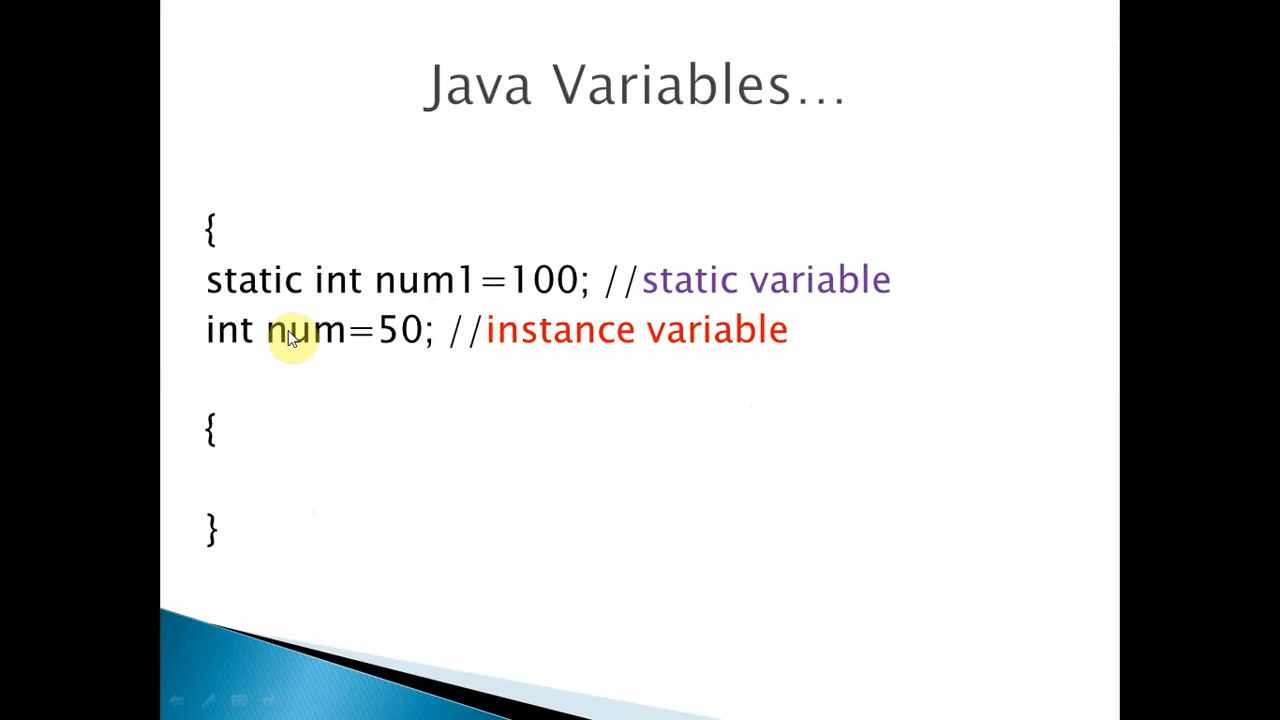 Java Variables...
{
static int num1=100; //static variable
int num=50; //instance variable
{
}